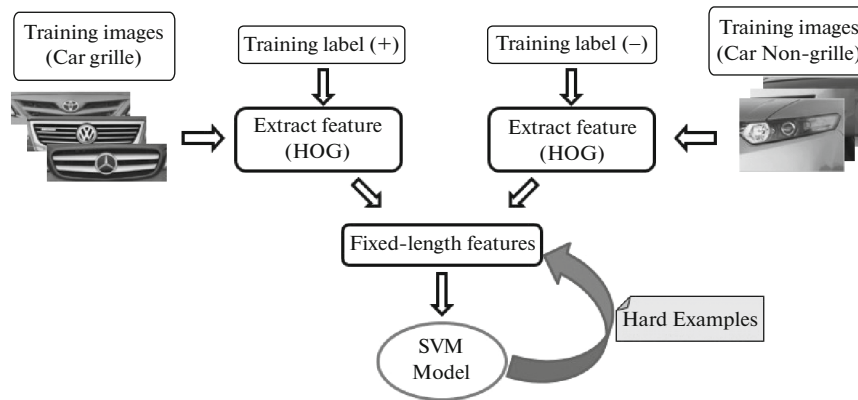 Training images
(Car grille)
Training label (+)
Training label (–)
Training images
(Car Non-grille)
Extract feature
(HOG)
Extract feature
(HOG)
Fixed-length features
Hard Examples
SVM
Model